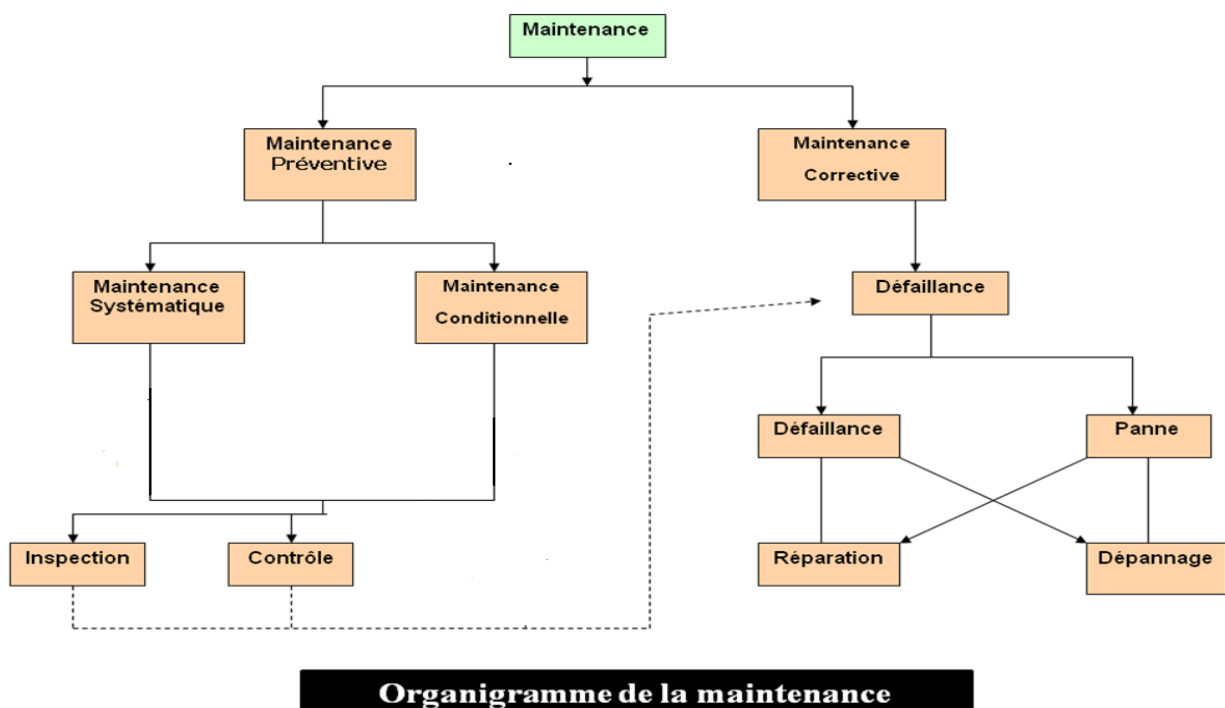 Maintenance
Maintenance
Préventive
Maintenance
Corrective
Maintenance
Systématique
Maintenance
Conditionnelle
Défaillance
Défaillance
Panne
Inspection
Contrôle
Réparation
Dépannage
Organigramme de la maintenance